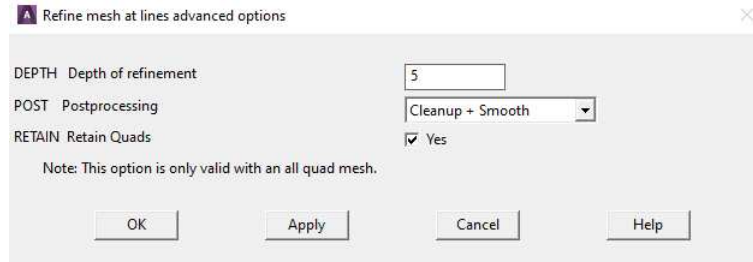 Refine mesh at lines advanced options
DEPTH Depth of refinement 5
POST Postprocessing Cleanup + Smooth
RETAIN Retain Quads Yes
Note: This option is only valid with an all quad mesh.
OK Apply Cancel Help